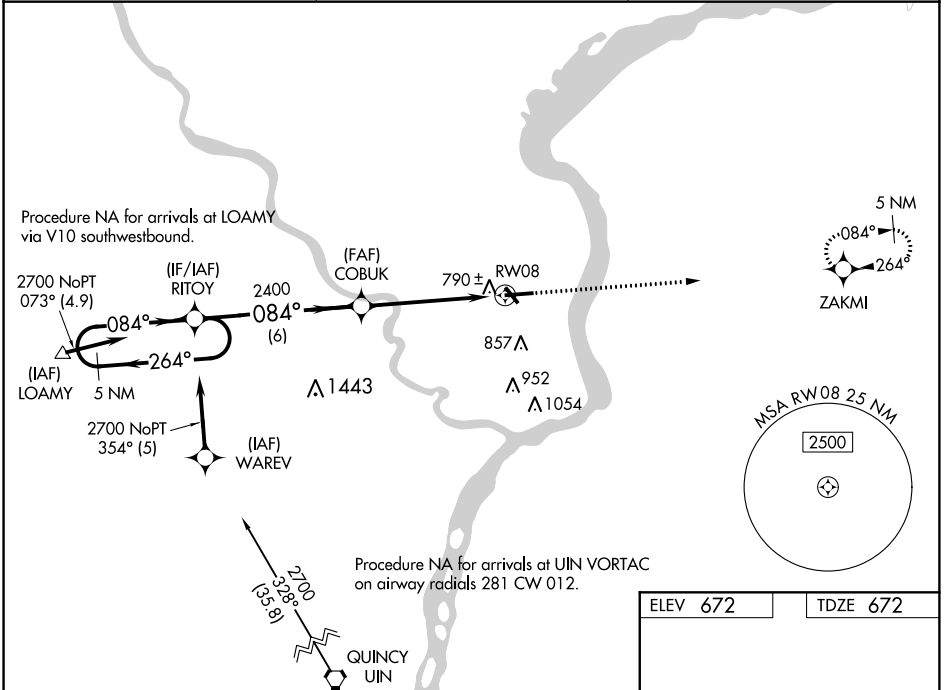 Procedure NA for arrivals at LOAMY
via V10 southwestbound.
2700 NoPT
073° (4.9)
(IF/IAF)
RITOY
2400
084°
(6)
(FAF)
COBUK
790 ±
RW08
5 NM
084°
264°
ZAKMI
084°
264°
(IAF)
LOAMY
5 NM
857
952
1054
1443
2700 NoPT
354° (5)
(IAF)
WAREV
MSA RW08 25 NM
2500
Procedure NA for arrivals at UIN VORTAC
on airway radials 281 CW 012.
2700
328°
(35.8)
QUINCY
UIN
ELEV 672
TDZE 672